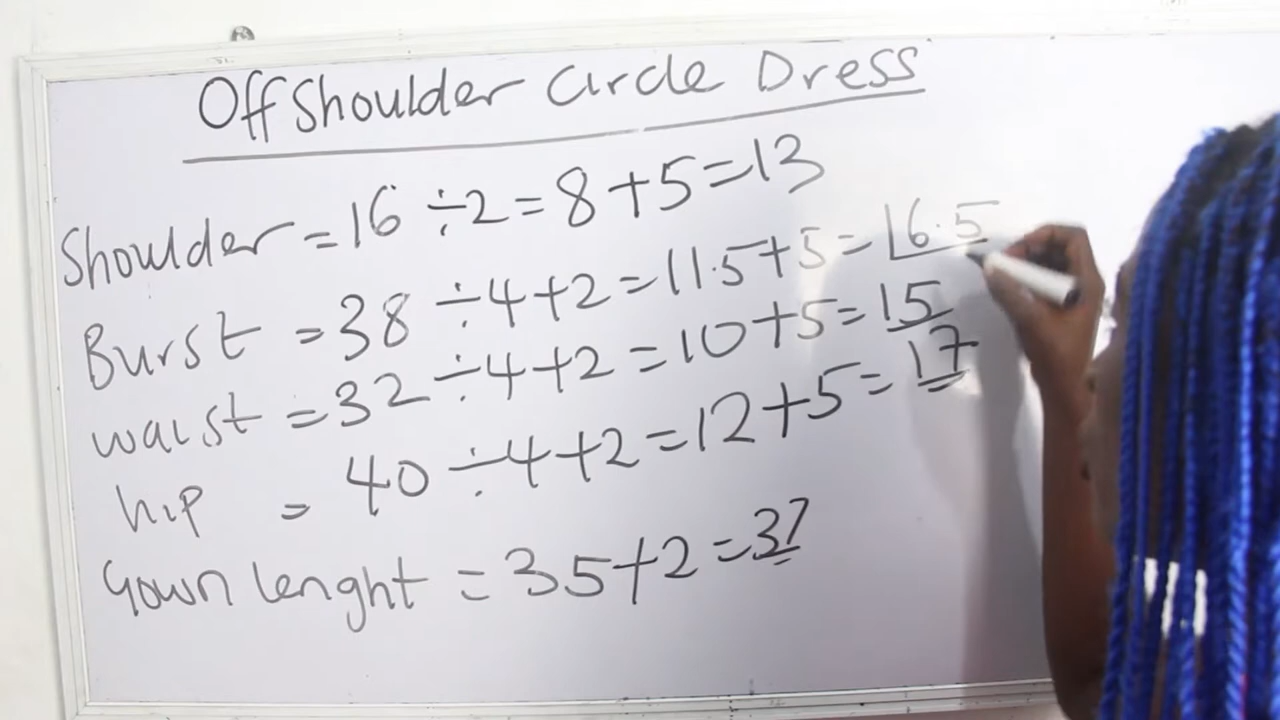 Off Shoulder Circle Dress
Shoulder = 16 ÷ 2 = 8 + 5 = 13
Burst = 38 ÷ 4 + 2 = 11.5 + 5 = 16.5
waist = 32 ÷ 4 + 2 = 10 + 5 = 15
hip = 40 ÷ 4 + 2 = 12 + 5 = 17
Gown lenght = 35 + 2 = 37